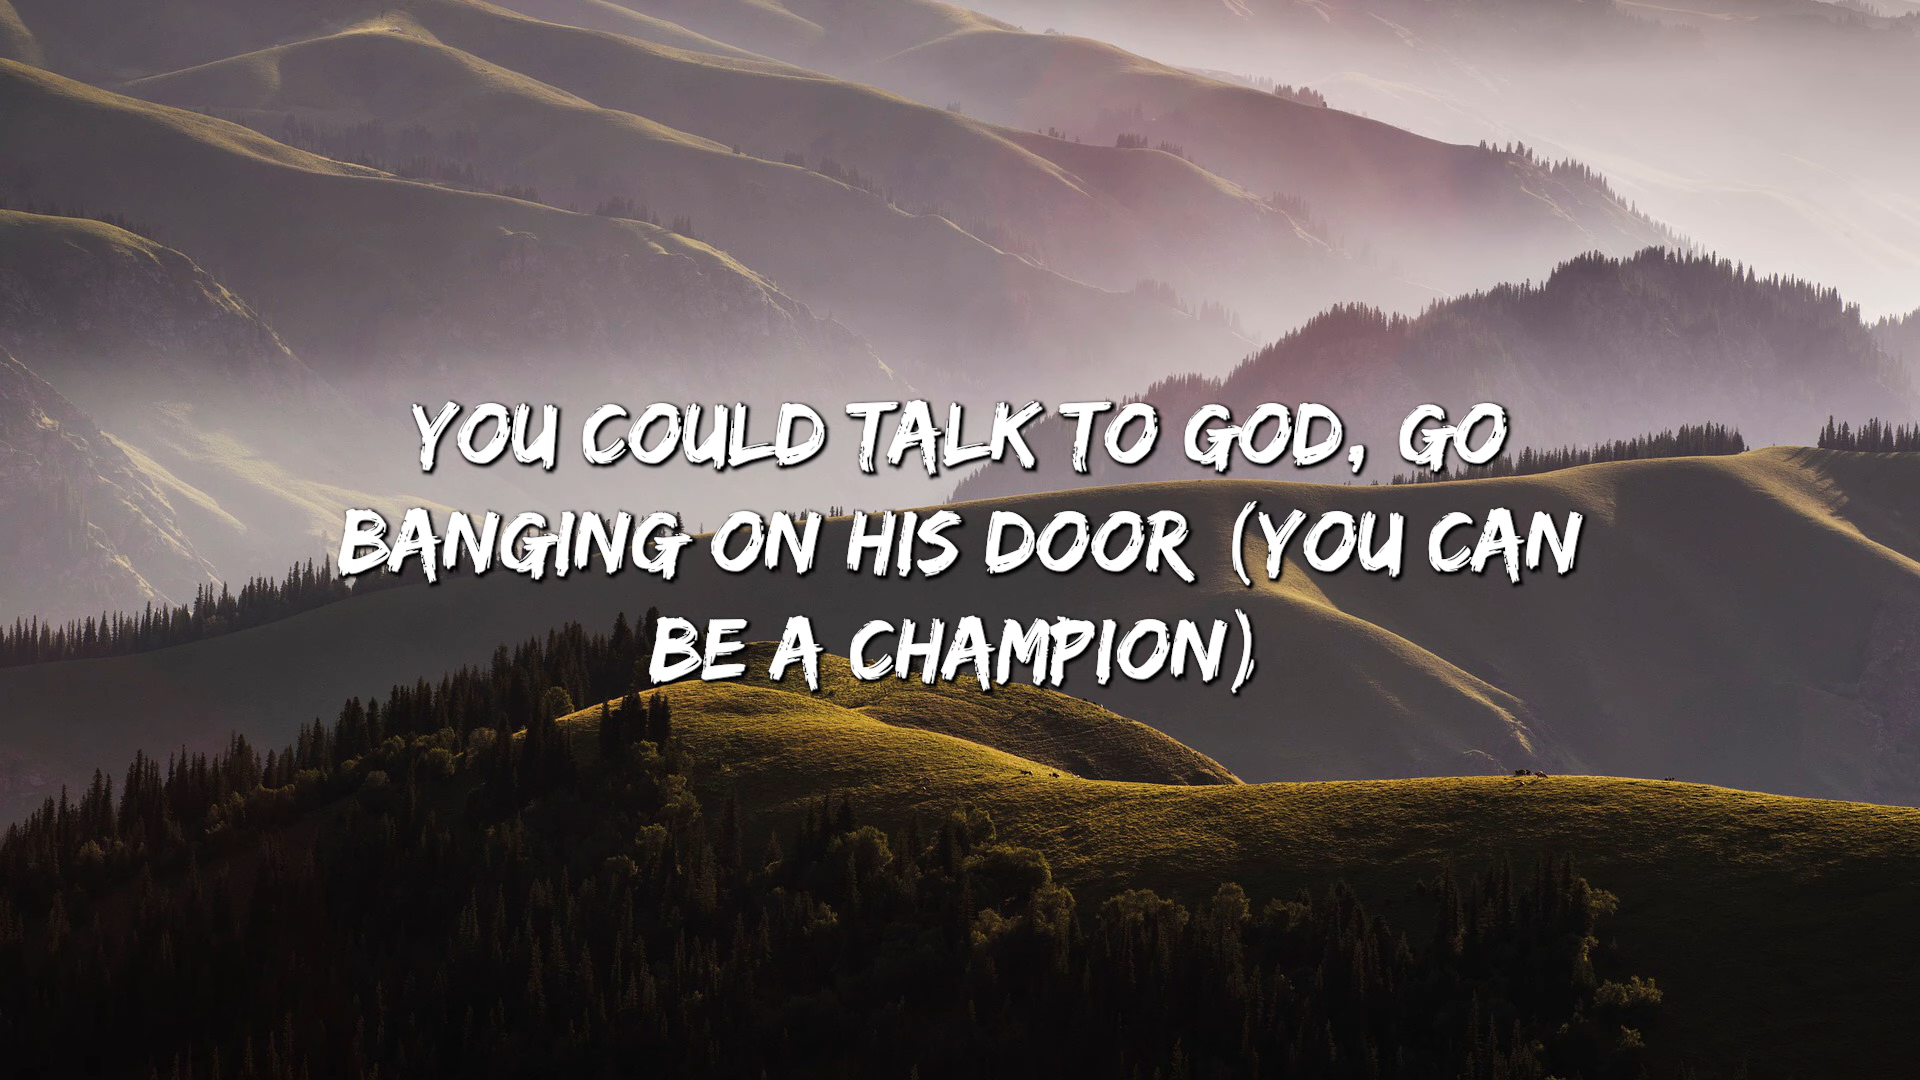 YOU COULD TALK TO GOD, GO
BANGING ON HIS DOOR (YOU CAN
BE A CHAMPION)